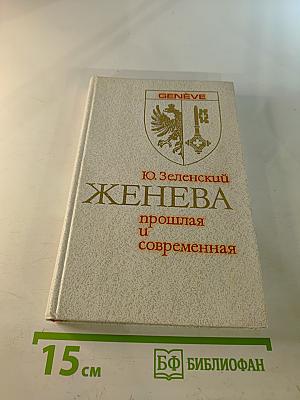 GENÈVE
Ю. Зеленский
ЖЕНЕВА
прошлая
и
современная
15 см
БФ БИБЛИОФАН